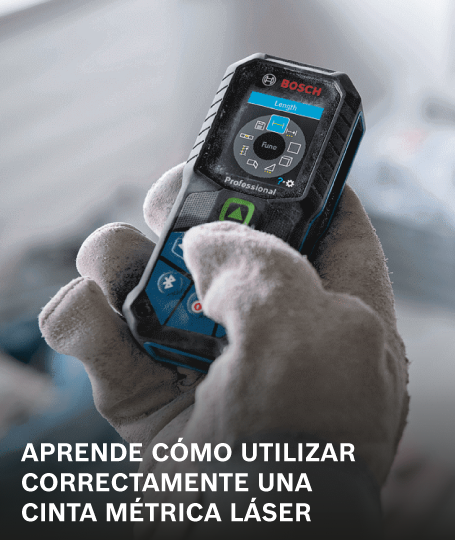 BOSCH
Length
Func
Professional
APRENDE CÓMO UTILIZAR
CORRECTAMENTE UNA
CINTA MÉTRICA LÁSER